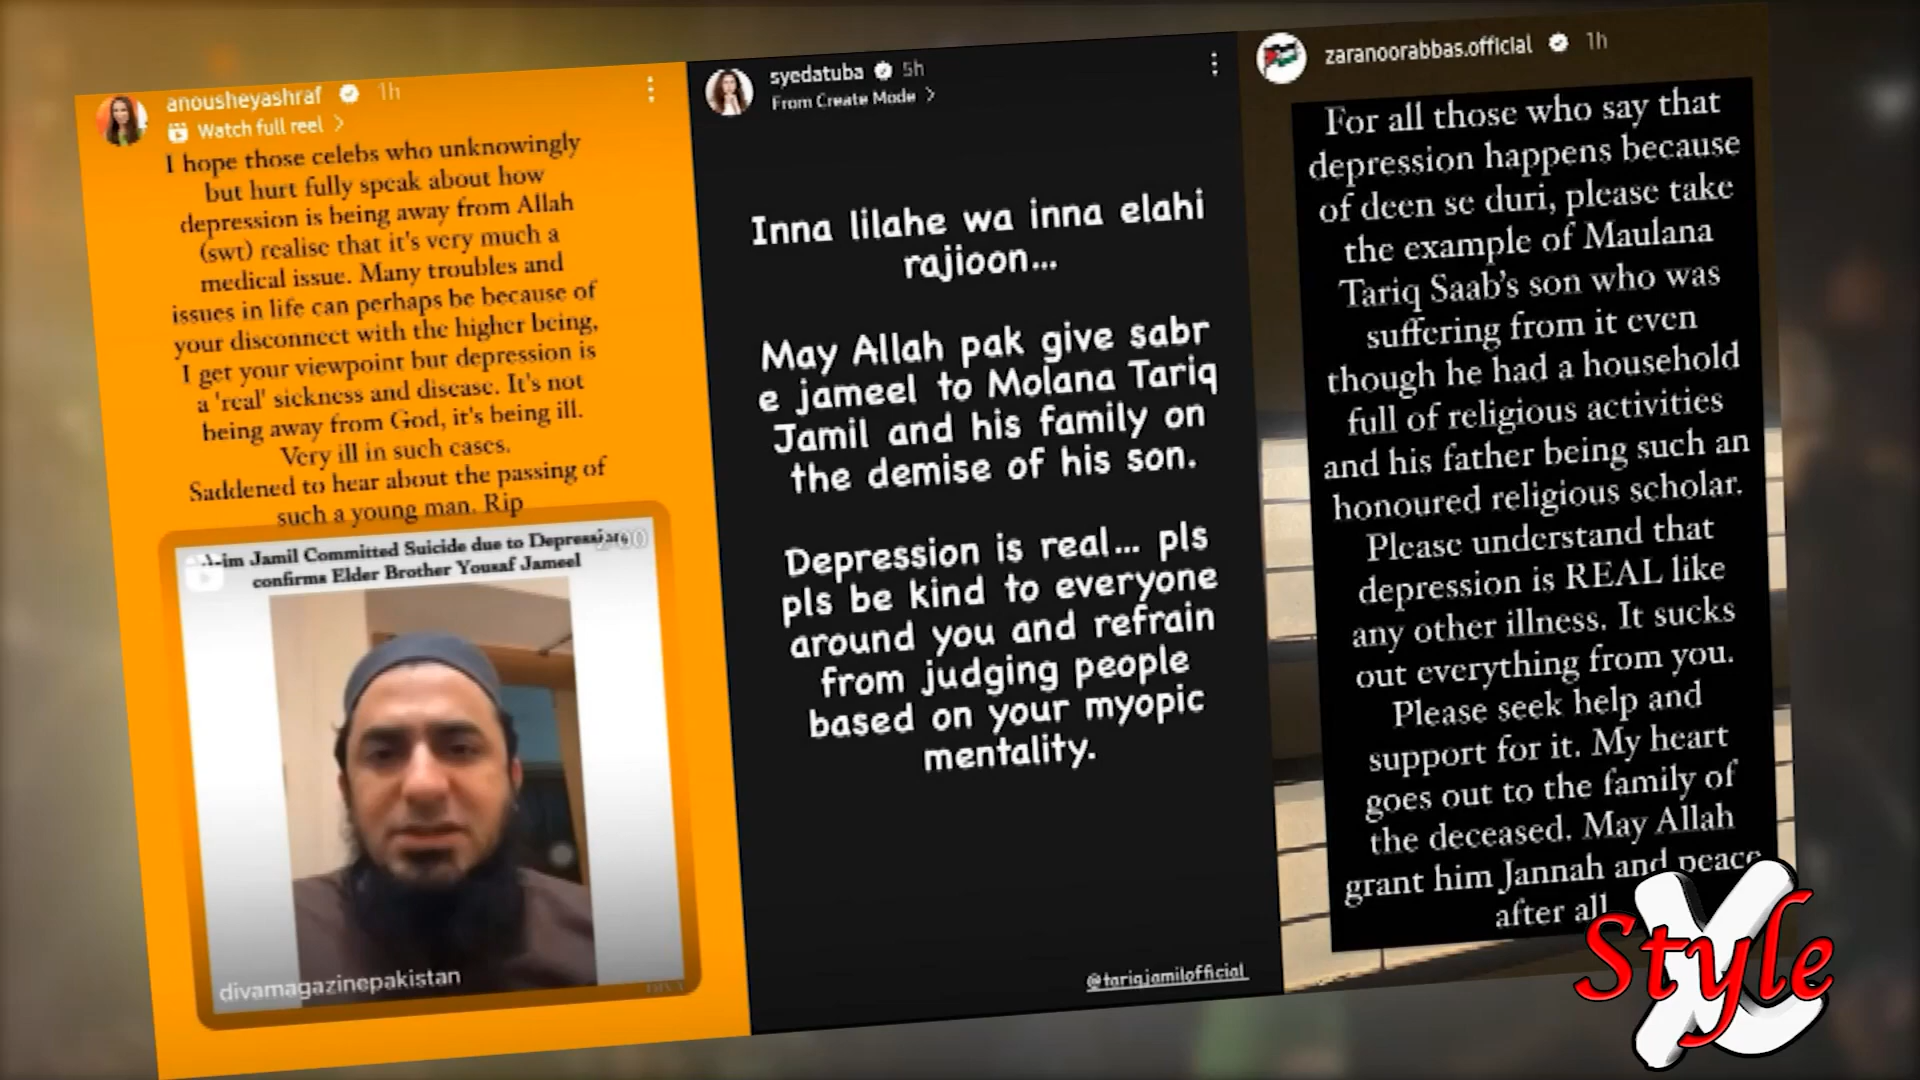 anousheyashraf 1h
Watch full reel >
I hope those celebs who unknowingly
but hurt fully speak about how
depression is being away from Allah
(swt) realise that it's very much a
medical issue. Many troubles and
issues in life can perhaps be because of
your disconnect with the higher being,
I get your viewpoint but depression is
a 'real' sickness and disease. It's not
being away from God, it's being ill.
Very ill in such cases.
Saddened to hear about the passing of
such a young man. Rip
Jamil Committed Suicide due to Depression
confirms Elder Brother Yousaf Jameel
divamagazinepakistan
syedatuba 5h
From Create Mode >
Inna lilahe wa inna elahi
rajioon...
May Allah pak give sabr
e jameel to Molana Tariq
Jamil and his family on
the demise of his son.
Depression is real... pls
pls be kind to everyone
around you and refrain
from judging people
based on your myopic
mentality.
@tariqjamilofficial
zaranoorabbas.official 1h
For all those who say that
depression happens because
of deen se duri, please take
the example of Maulana
Tariq Saab's son who was
suffering from it even
though he had a household
full of religious activities
and his father being such an
honoured religious scholar.
Please understand that
depression is REAL like
any other illness. It sucks
out everything from you.
Please seek help and
support for it. My heart
goes out to the family of
the deceased. May Allah
grant him Jannah and peace
after all
Style X